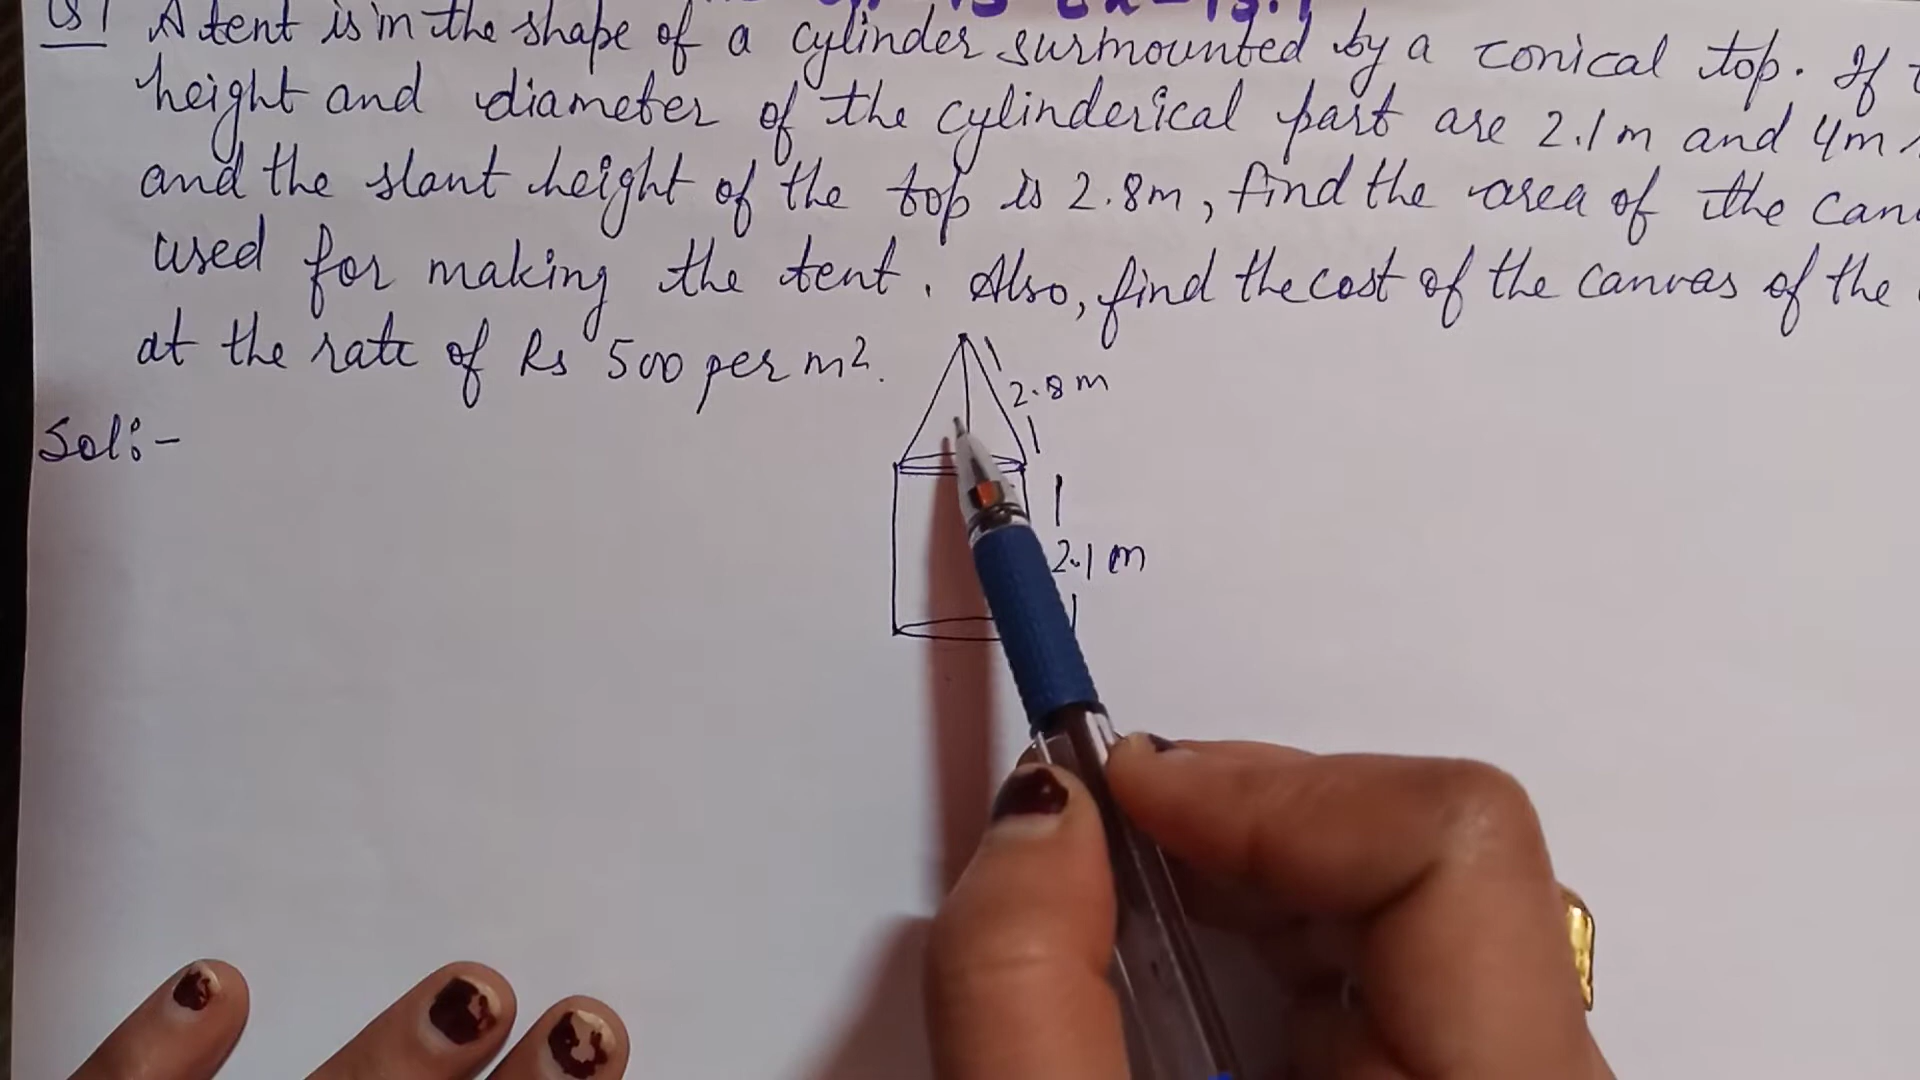 Q1 A tent is in the shape of a cylinder surmounted by a conical top. If
height and diameter of the cylinderical part are 2.1m and 4m
and the slant height of the top is 2.8m, find the area of the
used for making the tent. Also, find the cost of the canvas of the
at the rate of Rs 500 per m².
2.8 m
Sol:-
2.1 m